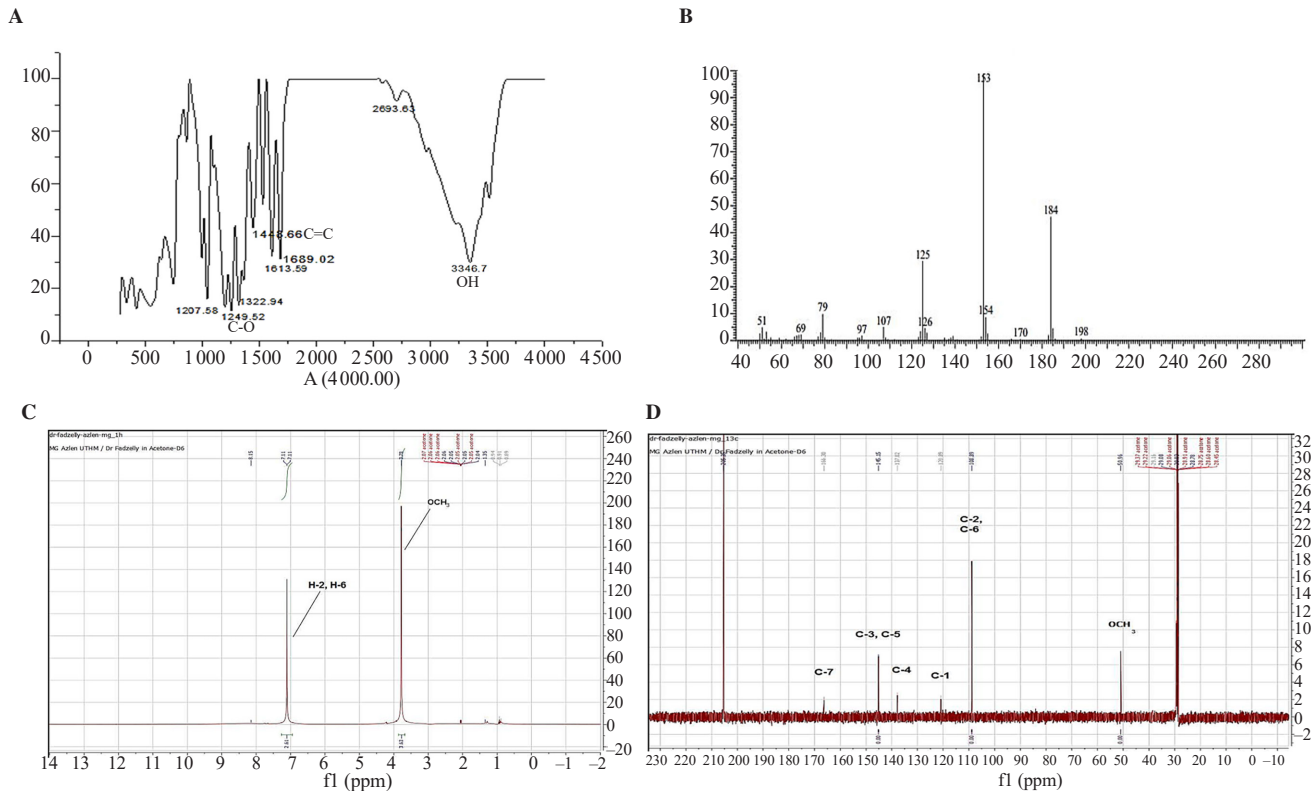 A
100
80
60
40
20
0
2693.63
1448.66C=C
1689.02
1613.59
3346.7
OH
1322.94
1207.58
1249.52
C-O
0 500 1 000 1 500 2 000 2 500 3 000 3 500 4 000 4 500
A (4 000.00)
B
100
90
80
70
60
50
40
30
20
10
0
153
184
125
79
154
51
69
97
107
126
170
198
40 60 80 100 120 140 160 180 200 220 240 260 280
C
dr-fadzelly-azlen-mg_1h
MG Azlen UTHM / Dr Fadzelly in Acetone-D6
OCH3
H-2, H-6
260
240
220
200
180
160
140
120
100
80
60
40
20
0
−20
14 13 12 11 10 9 8 7 6 5 4 3 2 1 0 −1 −2
f1 (ppm)
D
dr-fadzelly-azlen-mg_13c
MG Azlen UTHM / Dr Fadzelly in Acetone-D6
C-2,
C-6
C-3, C-5
OCH3
C-7
C-4
C-1
32
30
28
26
24
22
20
18
16
14
12
10
8
6
4
2
0
−2
230 210 190 170 160 150 140 130 120 110 100 90 80 70 60 50 40 30 20 10 0 −10
f1 (ppm)